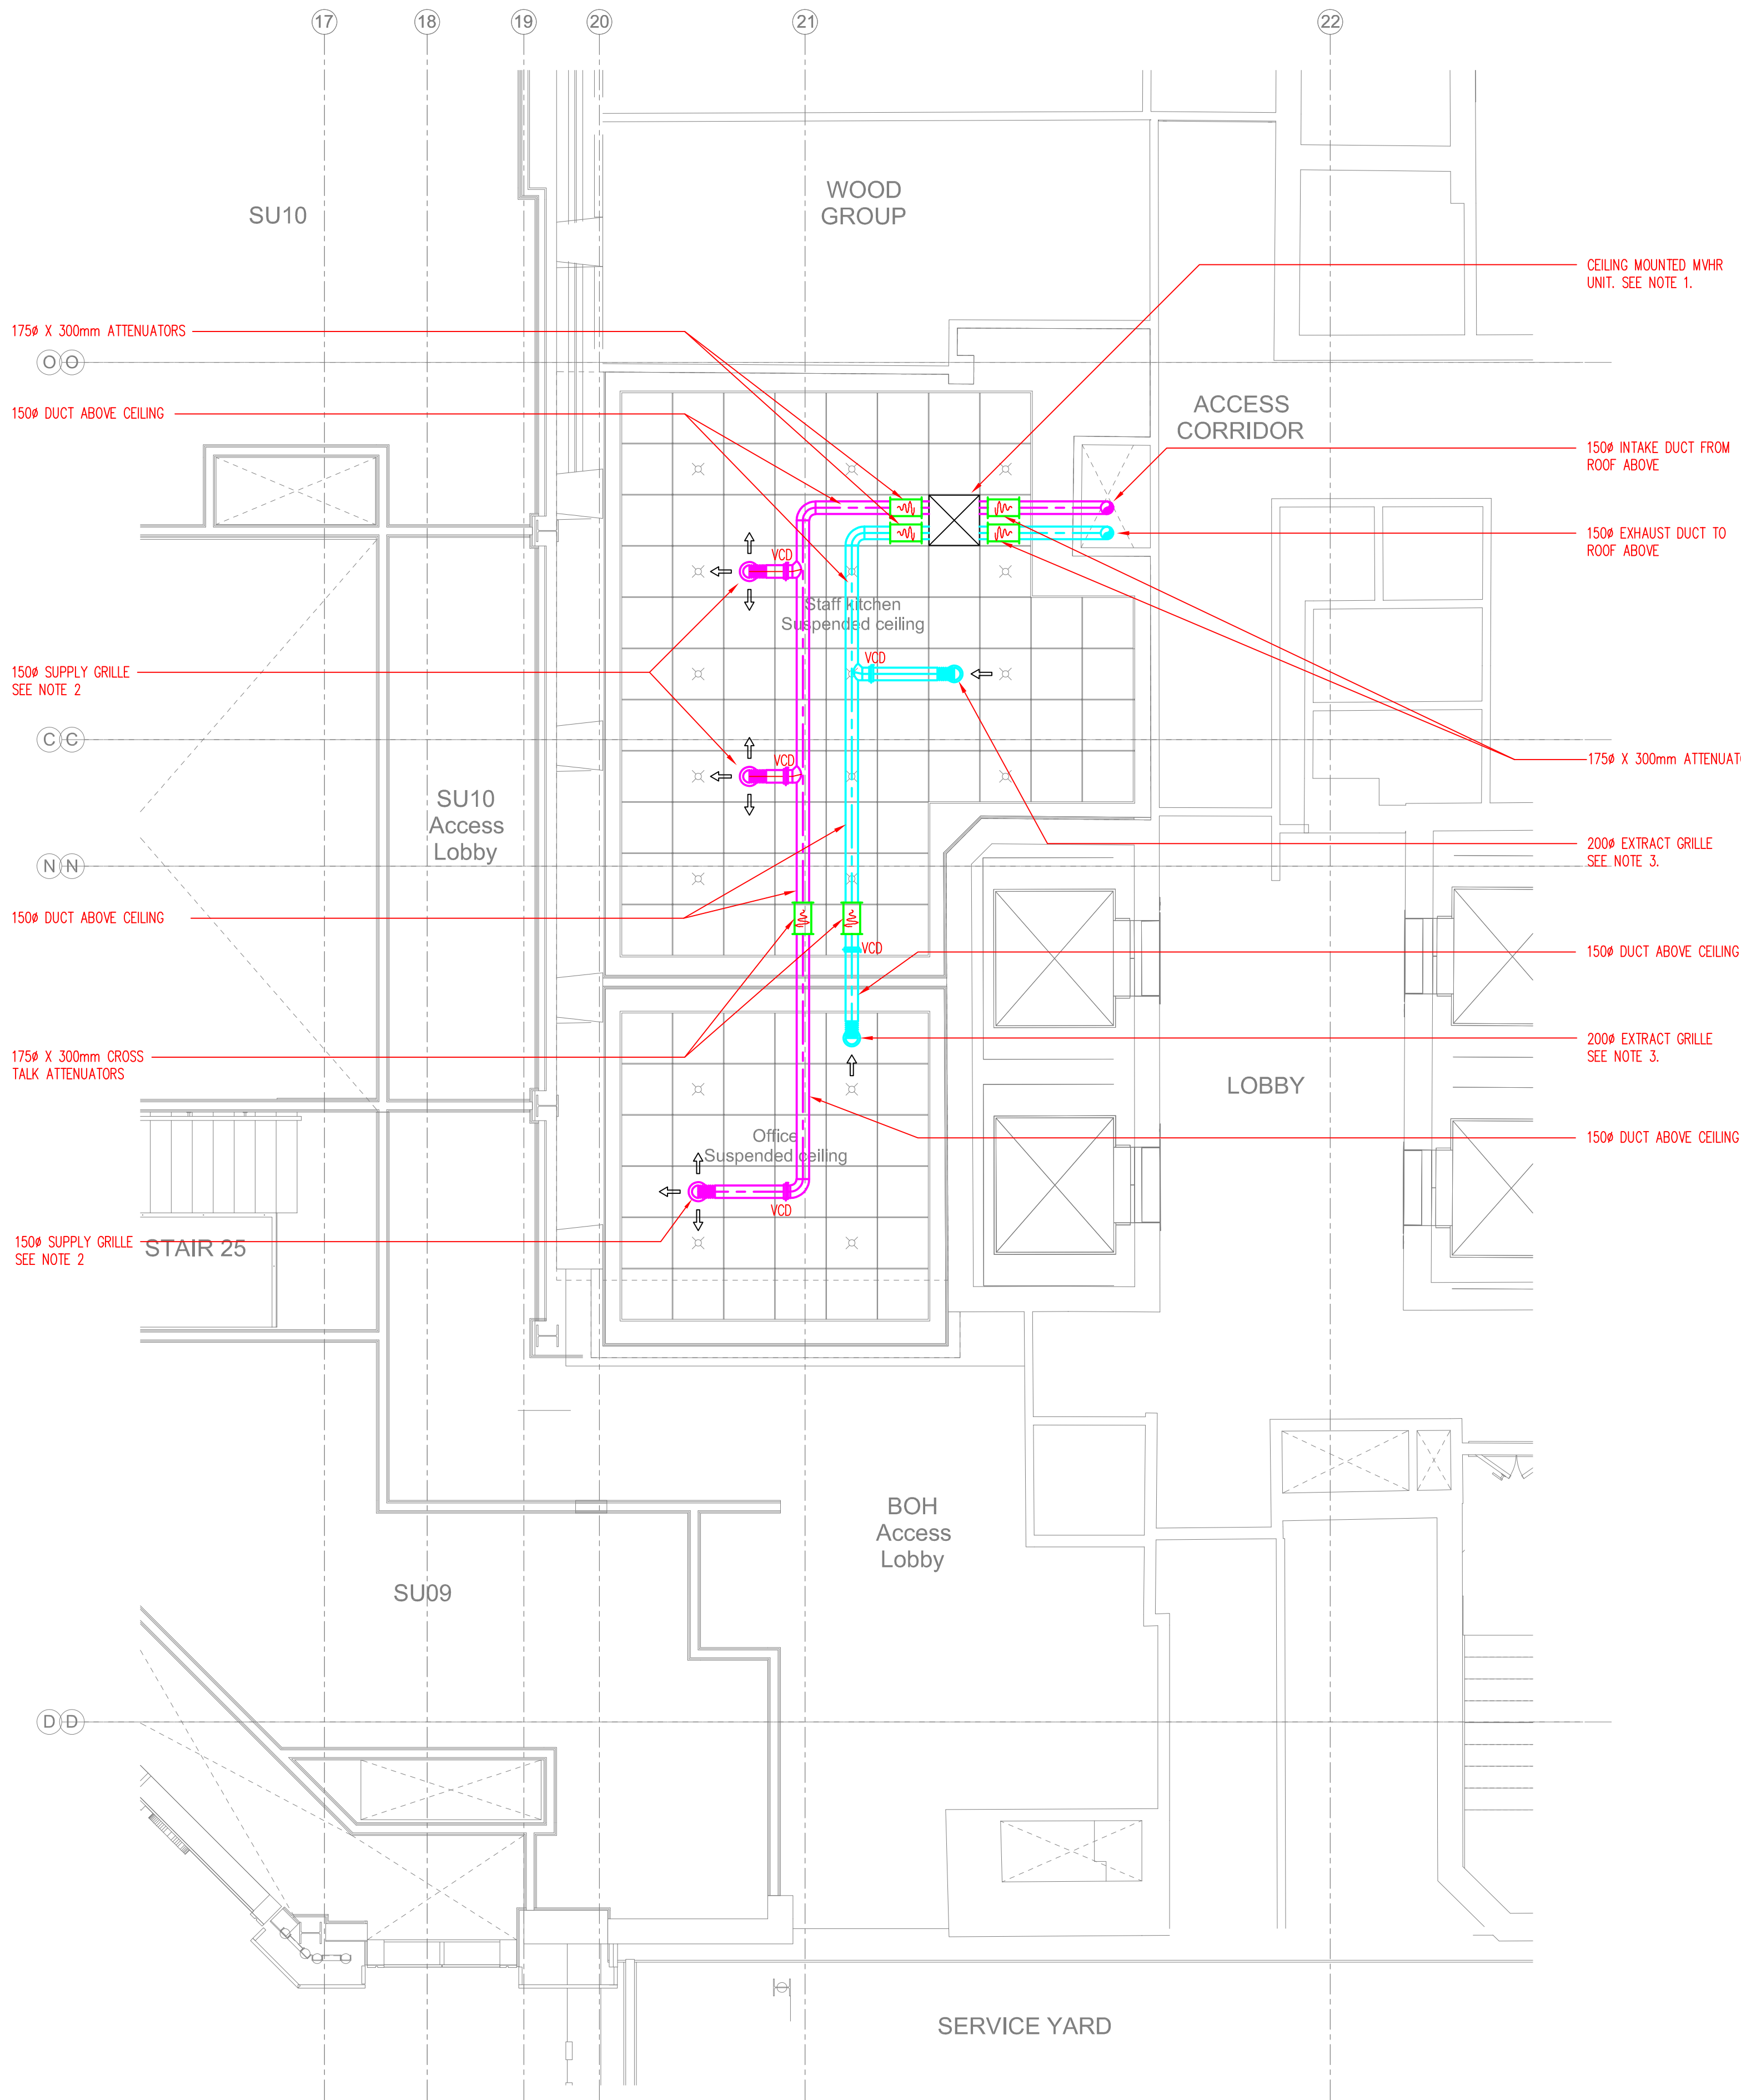 17
18
19
20
21
22
SU10
WOOD
GROUP
CEILING MOUNTED MVHR
UNIT. SEE NOTE 1.
175ø X 300mm ATTENUATORS
O O
150ø DUCT ABOVE CEILING
ACCESS
CORRIDOR
150ø INTAKE DUCT FROM
ROOF ABOVE
150ø EXHAUST DUCT TO
ROOF ABOVE
VCD
Staff kitchen
Suspended ceiling
VCD
150ø SUPPLY GRILLE
SEE NOTE 2
C C
VCD
175ø X 300mm ATTENUAT
SU10
Access
Lobby
200ø EXTRACT GRILLE
SEE NOTE 3.
N N
150ø DUCT ABOVE CEILING
VCD
150ø DUCT ABOVE CEILING
175ø X 300mm CROSS
TALK ATTENUATORS
200ø EXTRACT GRILLE
SEE NOTE 3.
LOBBY
Office
Suspended ceiling
150ø DUCT ABOVE CEILING
VCD
150ø SUPPLY GRILLE
SEE NOTE 2
STAIR 25
BOH
Access
Lobby
SU09
D D
SERVICE YARD